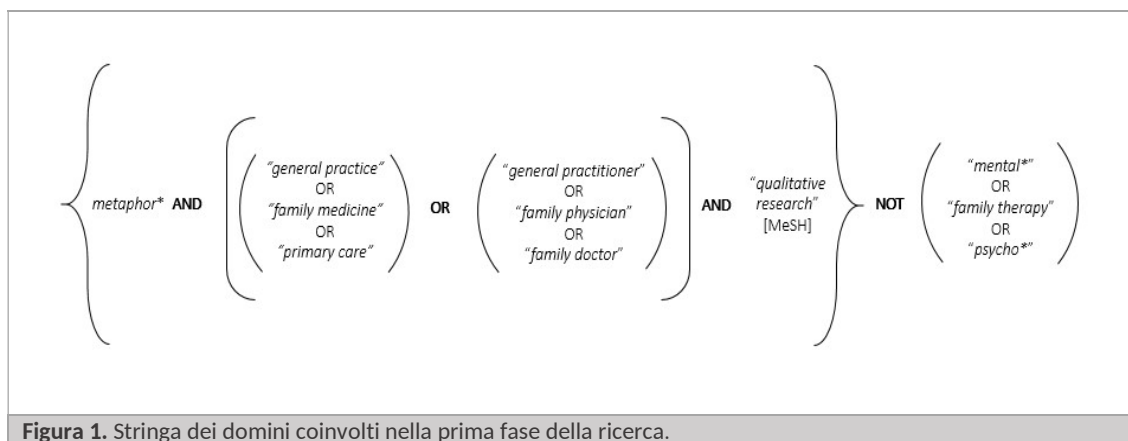 metaphor* AND
"general practice"
OR
"family medicine"
OR
"primary care"
OR
"general practitioner"
OR
"family physician"
OR
"family doctor"
AND
"qualitative
research"
[MeSH]
NOT
"mental*"
OR
"family therapy"
OR
"psycho*"
Figura 1. Stringa dei domini coinvolti nella prima fase della ricerca.